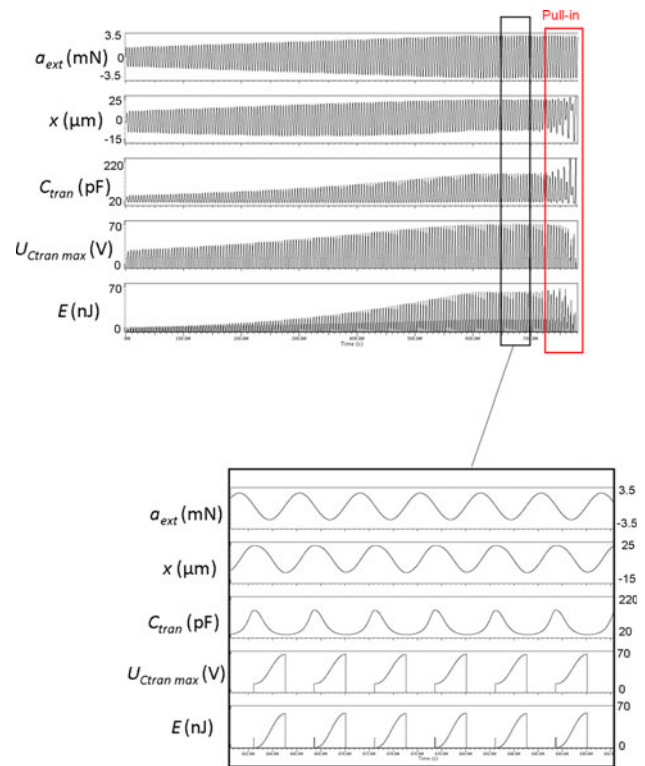 Pull-in
a_ext (mN)
3.5
0
-3.5
x (μm)
25
0
-15
C_tran (pF)
220
20
U_Ctran max (V)
70
0
E (nJ)
70
0
Time (s)
a_ext (mN)
3.5
-3.5
x (μm)
25
-15
C_tran (pF)
220
20
U_Ctran max (V)
70
0
E (nJ)
70
0